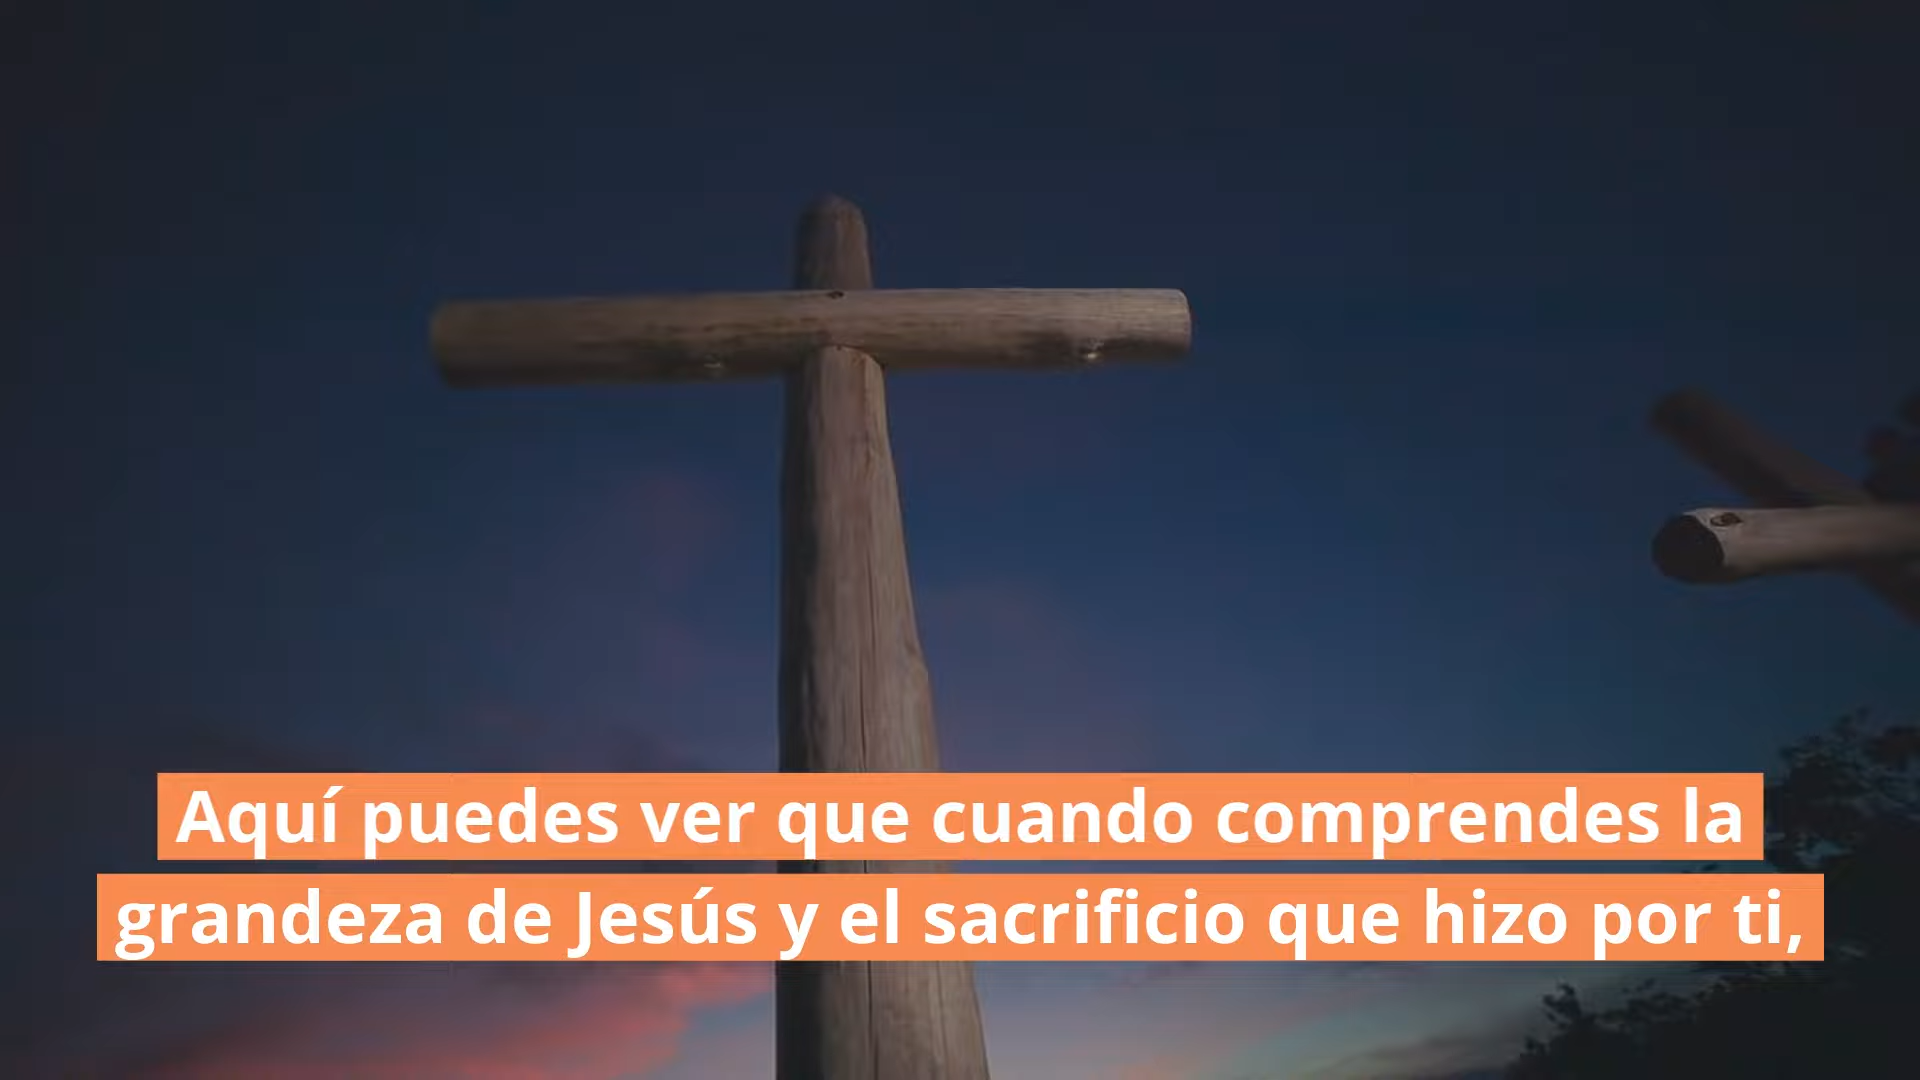 Aquí puedes ver que cuando comprendes la
grandeza de Jesús y el sacrificio que hizo por ti,